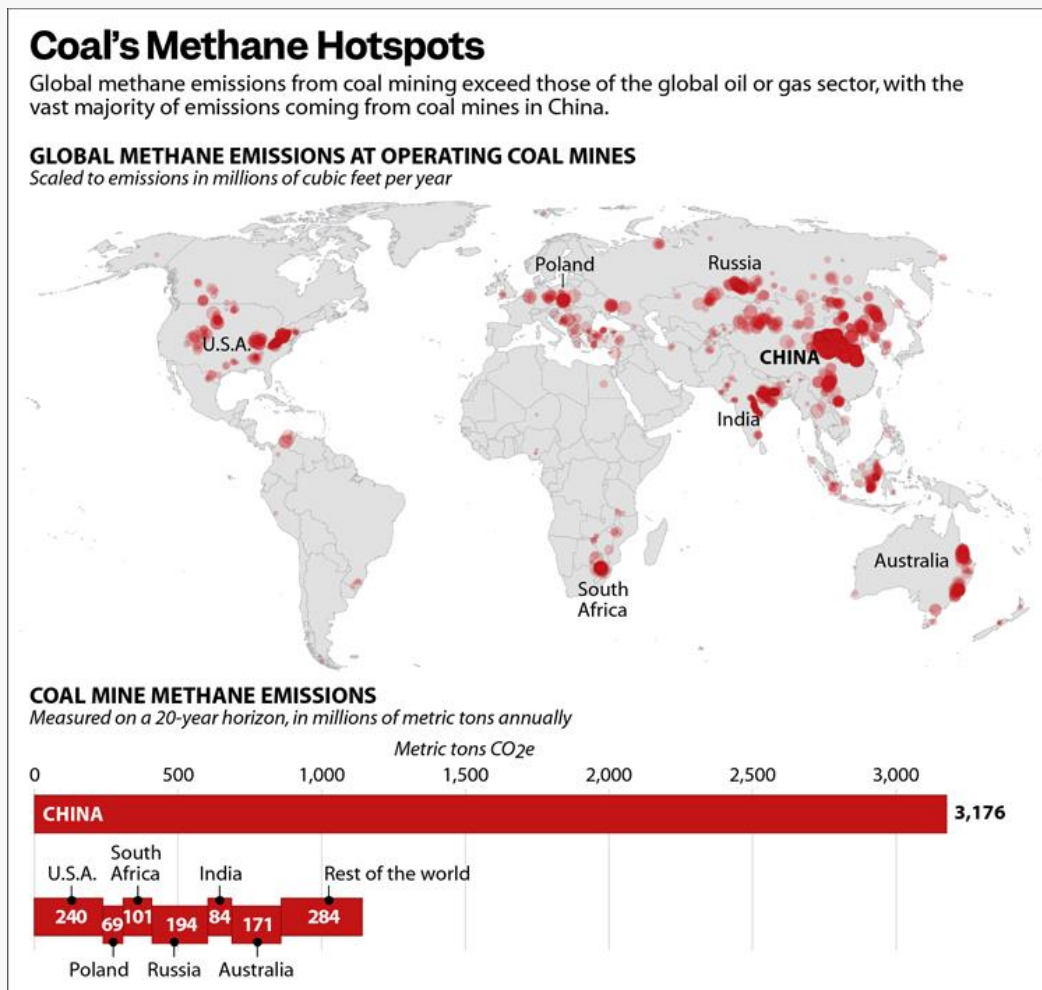 Coal's Methane Hotspots
Global methane emissions from coal mining exceed those of the global oil or gas sector, with the
vast majority of emissions coming from coal mines in China.
GLOBAL METHANE EMISSIONS AT OPERATING COAL MINES
Scaled to emissions in millions of cubic feet per year
Poland
Russia
U.S.A.
CHINA
India
Australia
South
Africa
COAL MINE METHANE EMISSIONS
Measured on a 20-year horizon, in millions of metric tons annually
Metric tons CO2e
0 500 1,000 1,500 2,000 2,500 3,000
CHINA 3,176
South
U.S.A. Africa India Rest of the world
240 69 101 194 84 171 284
Poland Russia Australia